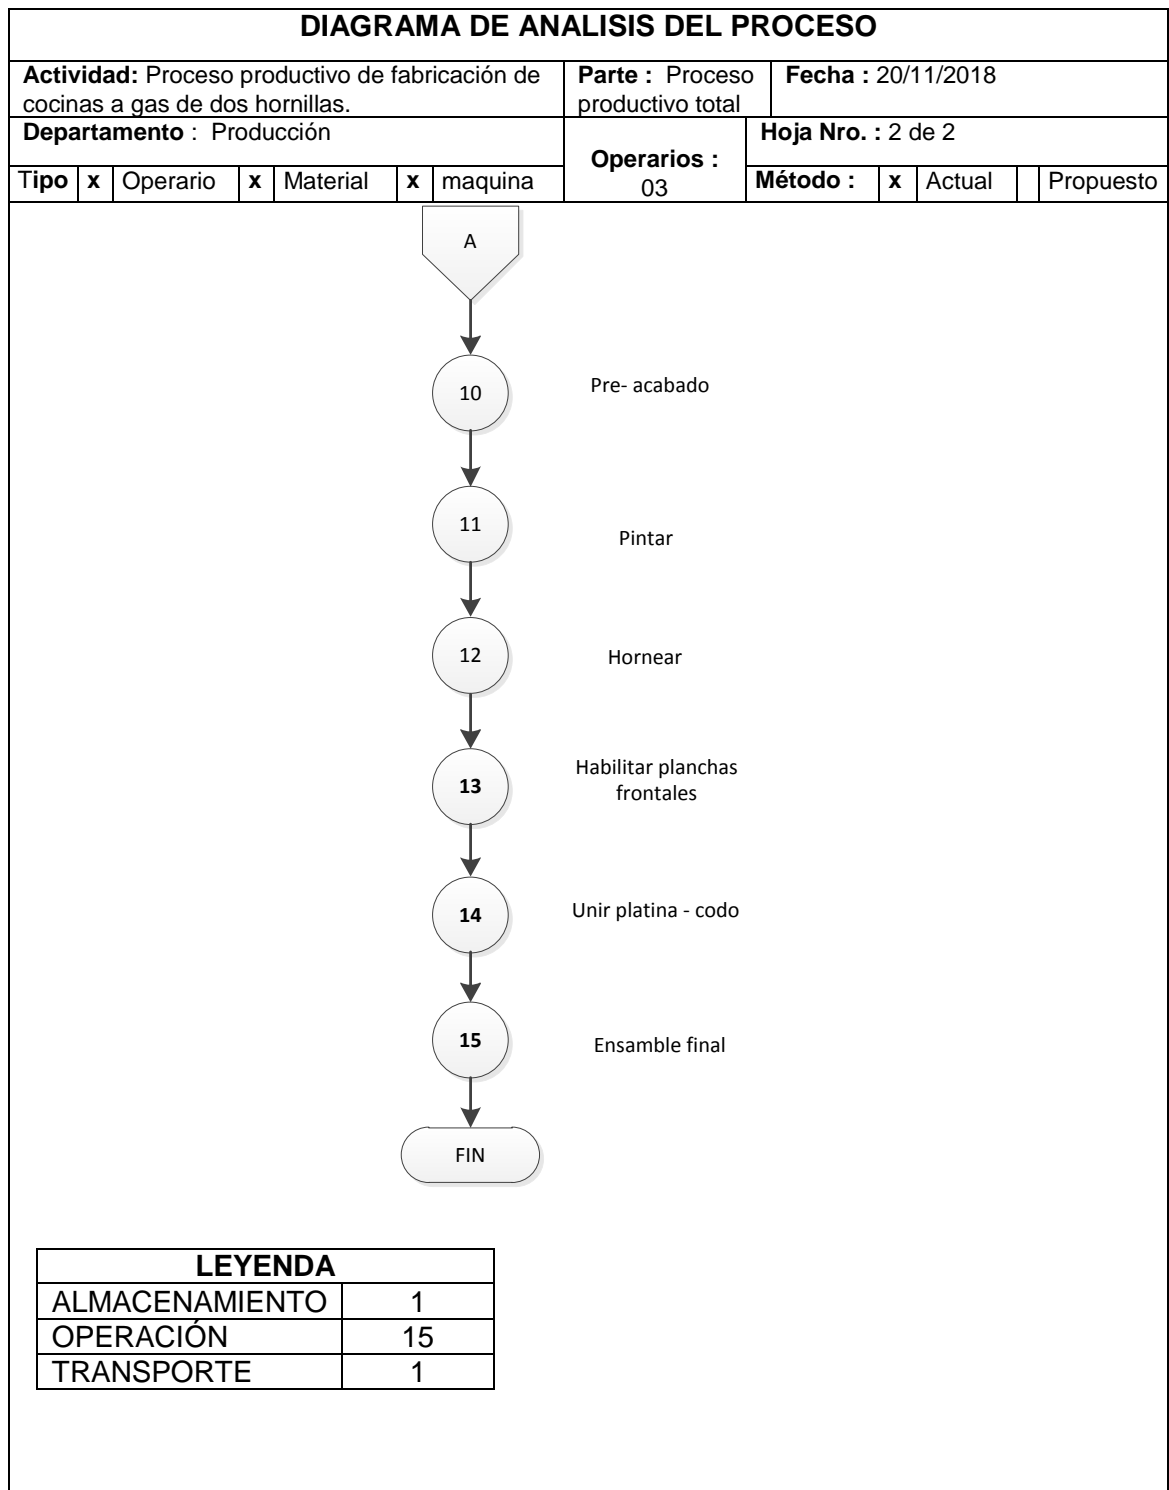 DIAGRAMA DE ANALISIS DEL PROCESO
Actividad: Proceso productivo de fabricación de
cocinas a gas de dos hornillas.
Parte : Proceso
productivo total
Fecha : 20/11/2018
Departamento : Producción
Operarios :
03
Hoja Nro. : 2 de 2
Tipo x Operario x Material x maquina
Método : x Actual Propuesto
A
10 Pre- acabado
11 Pintar
12 Hornear
13 Habilitar planchas
frontales
14 Unir platina - codo
15 Ensamble final
FIN
LEYENDA
ALMACENAMIENTO 1
OPERACIÓN 15
TRANSPORTE 1